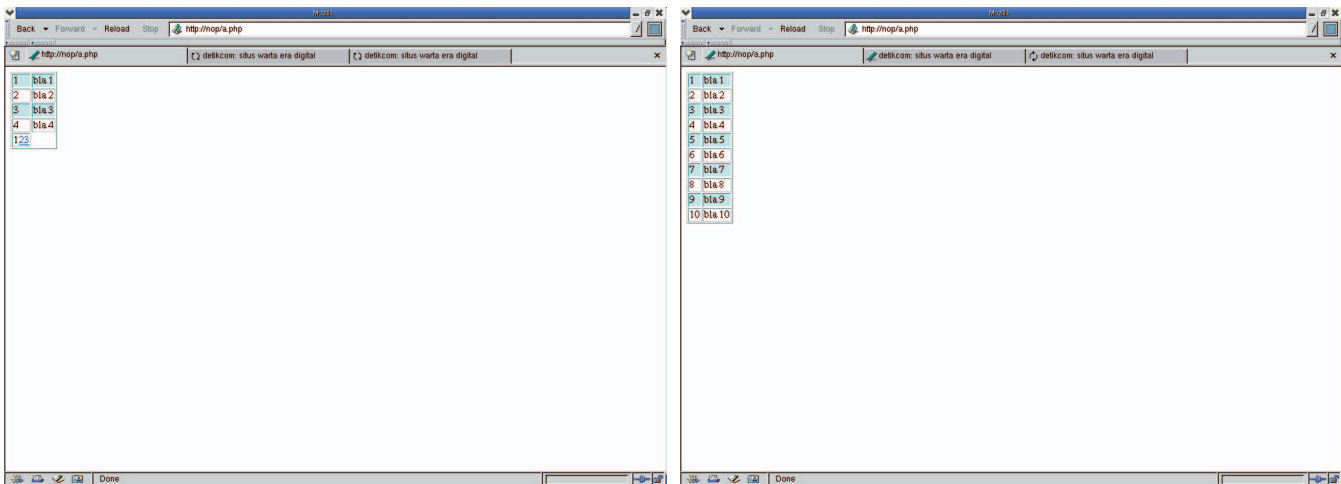 Mozilla
Back Forward Reload Stop http://nop/a.php
http://nop/a.php detikcom: situs warta era digital detikcom: situs warta era digital
1 bla 1
2 bla 2
3 bla 3
4 bla 4
123
Done
Mozilla
Back Forward Reload Stop http://nop/a.php
http://nop/a.php detikcom: situs warta era digital detikcom: situs warta era digital
1 bla 1
2 bla 2
3 bla 3
4 bla 4
5 bla 5
6 bla 6
7 bla 7
8 bla 8
9 bla 9
10 bla 10
Done